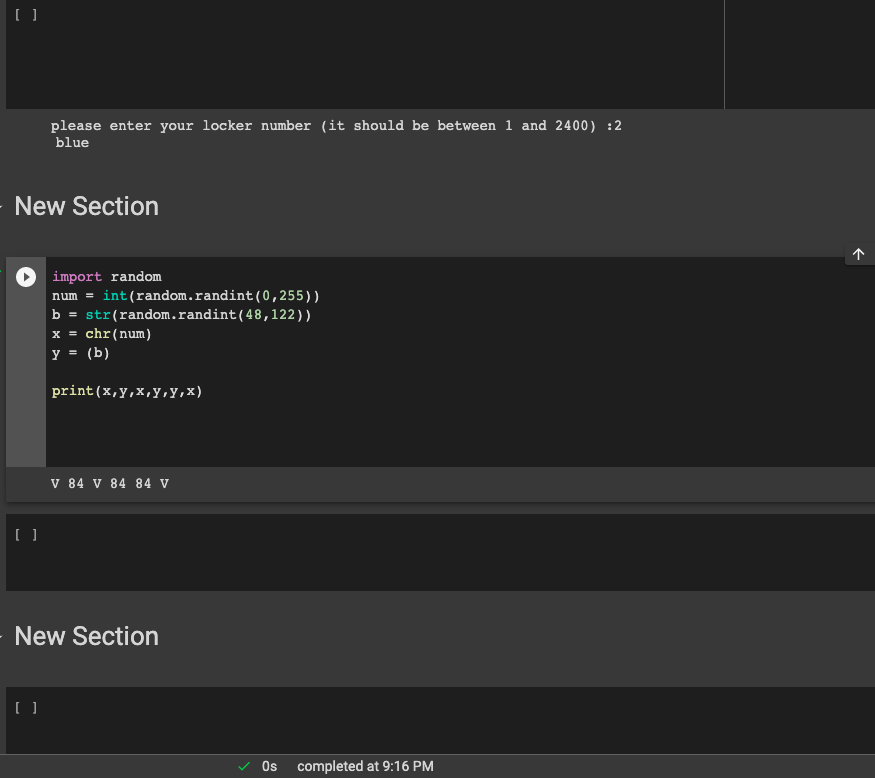 [ ]
please enter your locker number (it should be between 1 and 2400) :2
blue
New Section
import random
num = int(random.randint(0,255))
b = str(random.randint(48,122))
x = chr(num)
y = (b)
print(x,y,x,y,y,x)
V 84 V 84 84 V
[ ]
New Section
[ ]
0s completed at 9:16 PM